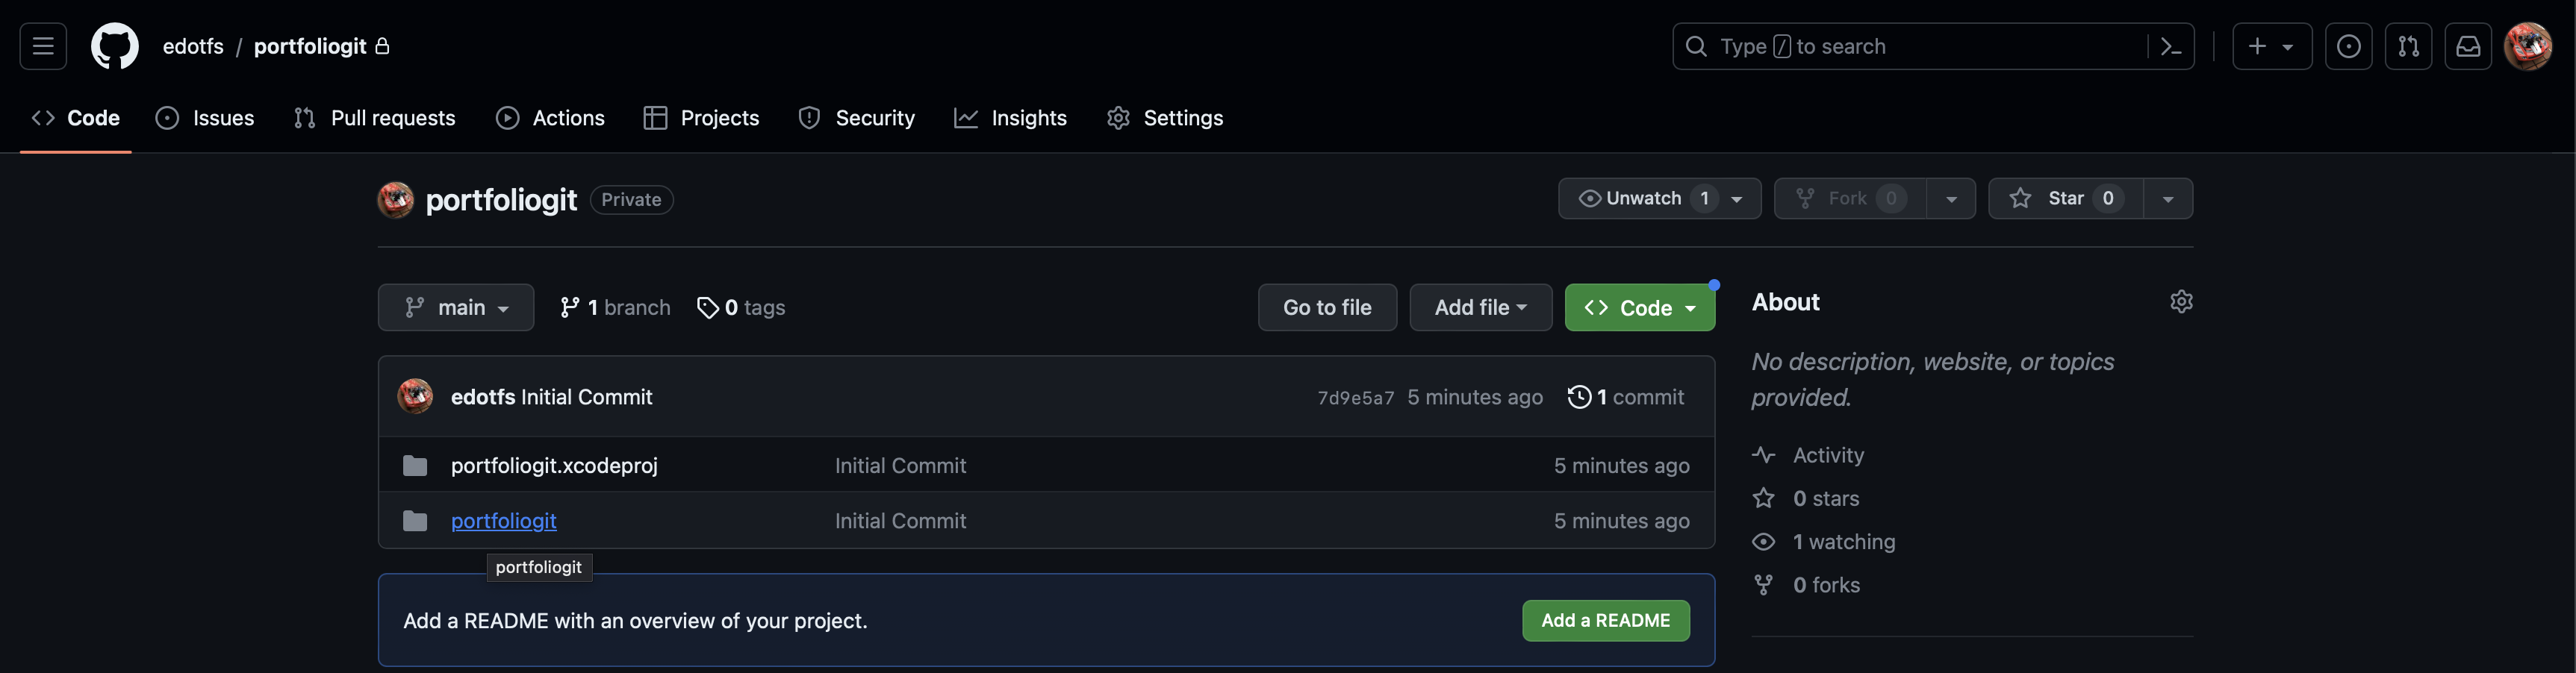 edotfs / portfoliogit
Type / to search
Code Issues Pull requests Actions Projects Security Insights Settings
portfoliogit Private
Unwatch 1 Fork 0 Star 0
main 1 branch 0 tags
Go to file Add file Code
edotfs Initial Commit 7d9e5a7 5 minutes ago 1 commit
portfoliogit.xcodeproj Initial Commit 5 minutes ago
portfoliogit Initial Commit 5 minutes ago
portfoliogit
Add a README with an overview of your project. Add a README
About
No description, website, or topics
provided.
Activity
0 stars
1 watching
0 forks